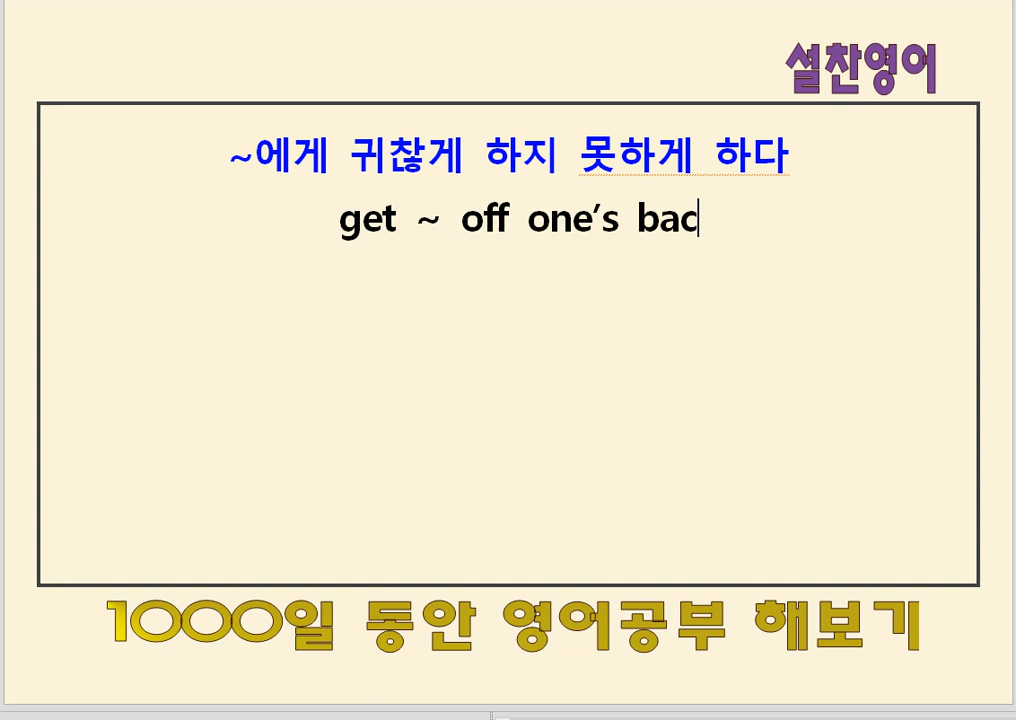 설찬영어
~에게 귀찮게 하지 못하게 하다
get ~ off one’s bac
1000일 동안 영어공부 해보기